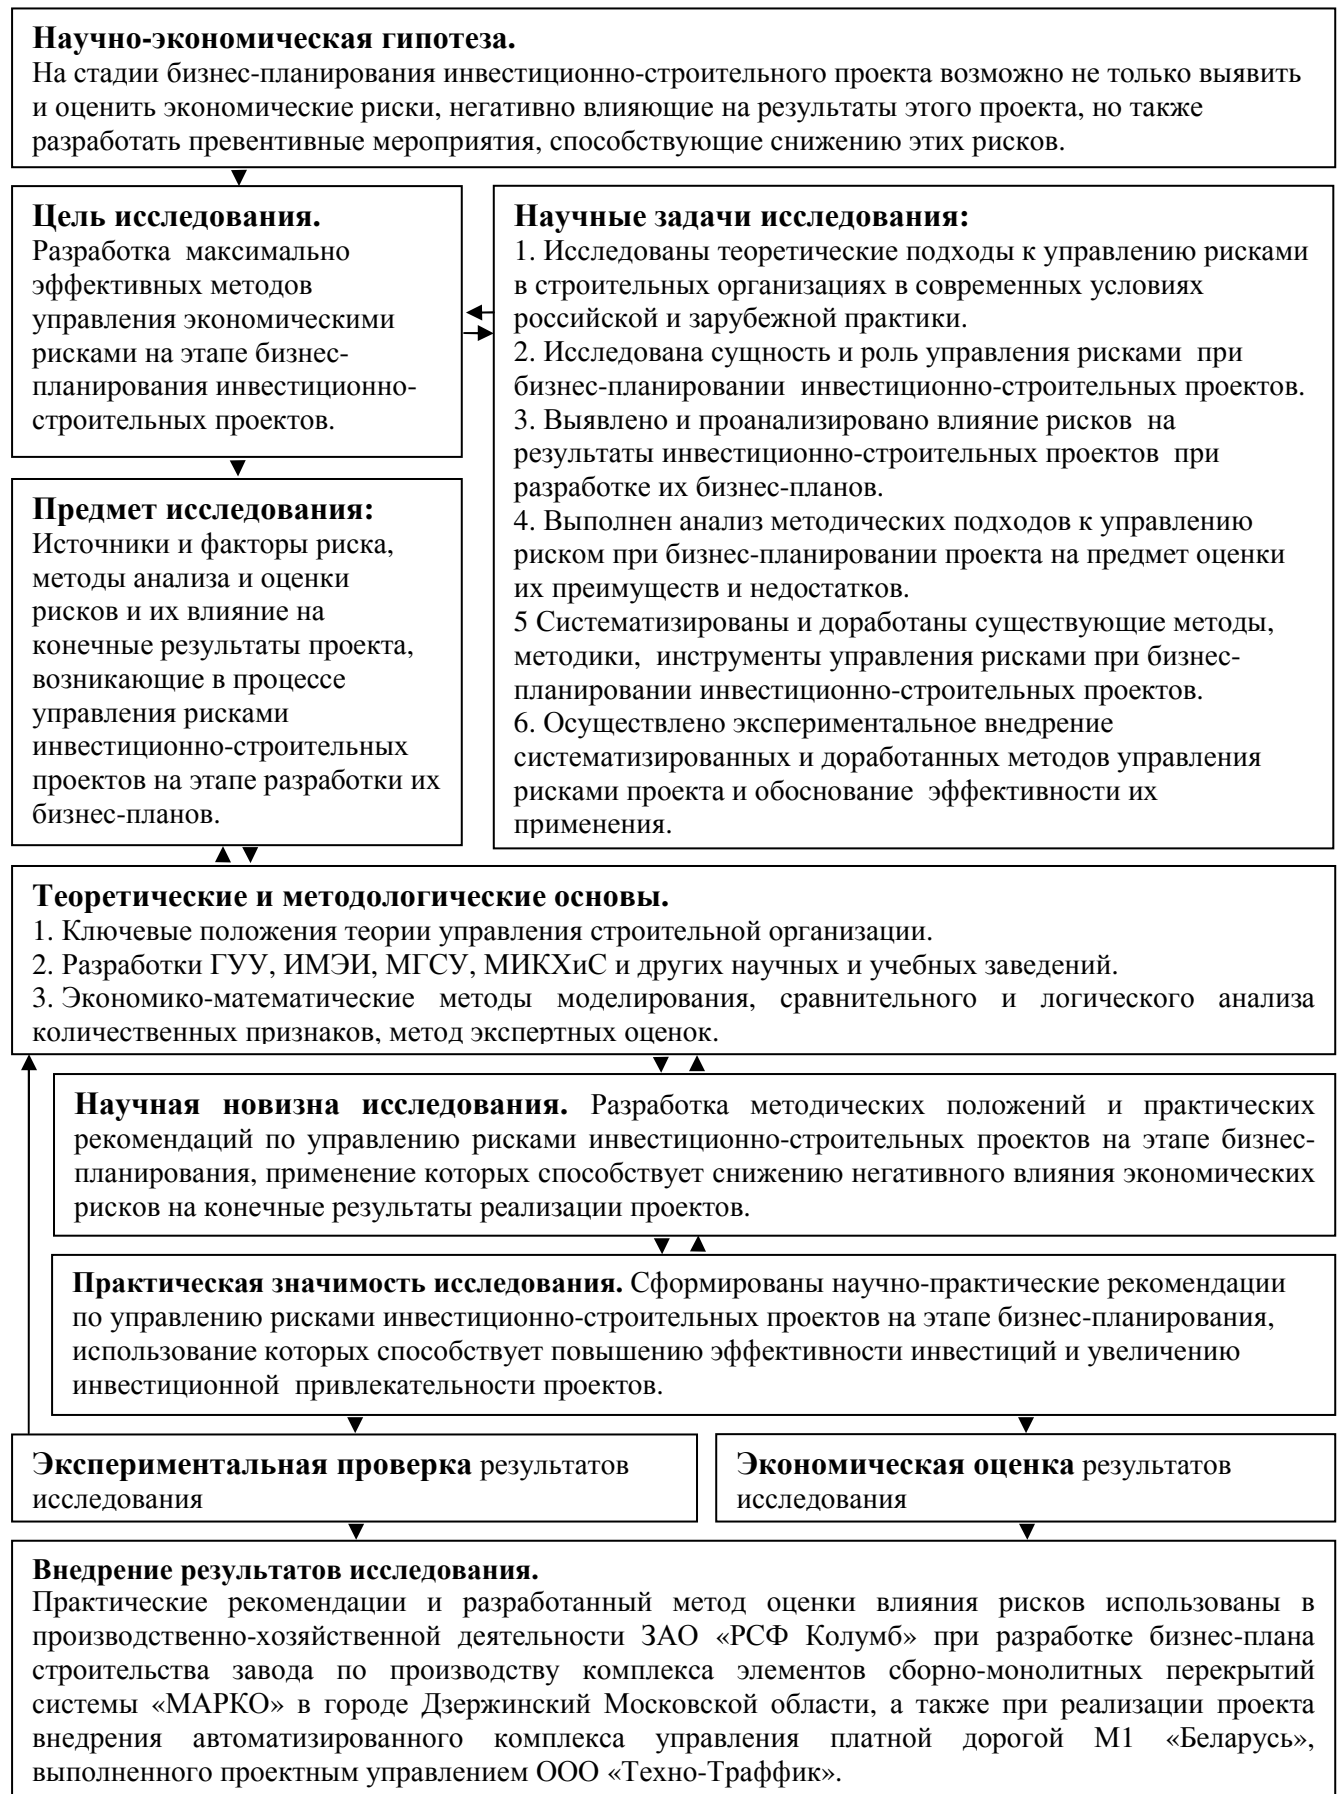 Научно-экономическая гипотеза.
На стадии бизнес-планирования инвестиционно-строительного проекта возможно не только выявить
и оценить экономические риски, негативно влияющие на результаты этого проекта, но также
разработать превентивные мероприятия, способствующие снижению этих рисков.
Цель исследования.
Разработка максимально
эффективных методов
управления экономическими
рисками на этапе бизнес-
планирования инвестиционно-
строительных проектов.
Научные задачи исследования:
1. Исследованы теоретические подходы к управлению рисками
в строительных организациях в современных условиях
российской и зарубежной практики.
2. Исследована сущность и роль управления рисками при
бизнес-планировании инвестиционно-строительных проектов.
3. Выявлено и проанализировано влияние рисков на
результаты инвестиционно-строительных проектов при
разработке их бизнес-планов.
4. Выполнен анализ методических подходов к управлению
риском при бизнес-планировании проекта на предмет оценки
их преимуществ и недостатков.
5 Систематизированы и доработаны существующие методы,
методики, инструменты управления рисками при бизнес-
планировании инвестиционно-строительных проектов.
6. Осуществлено экспериментальное внедрение
систематизированных и доработанных методов управления
рисками проекта и обоснование эффективности их
применения.
Предмет исследования:
Источники и факторы риска,
методы анализа и оценки
рисков и их влияние на
конечные результаты проекта,
возникающие в процессе
управления рисками
инвестиционно-строительных
проектов на этапе разработки их
бизнес-планов.
Теоретические и методологические основы.
1. Ключевые положения теории управления строительной организации.
2. Разработки ГУУ, ИМЭИ, МГСУ, МИКХиС и других научных и учебных заведений.
3. Экономико-математические методы моделирования, сравнительного и логического анализа
количественных признаков, метод экспертных оценок.
Научная новизна исследования. Разработка методических положений и практических
рекомендаций по управлению рисками инвестиционно-строительных проектов на этапе бизнес-
планирования, применение которых способствует снижению негативного влияния экономических
рисков на конечные результаты реализации проектов.
Практическая значимость исследования. Сформированы научно-практические рекомендации
по управлению рисками инвестиционно-строительных проектов на этапе бизнес-планирования,
использование которых способствует повышению эффективности инвестиций и увеличению
инвестиционной привлекательности проектов.
Экспериментальная проверка результатов
исследования
Экономическая оценка результатов
исследования
Внедрение результатов исследования.
Практические рекомендации и разработанный метод оценки влияния рисков использованы в
производственно-хозяйственной деятельности ЗАО «РСФ Колумб» при разработке бизнес-плана
строительства завода по производству комплекса элементов сборно-монолитных перекрытий
системы «МАРКО» в городе Дзержинский Московской области, а также при реализации проекта
внедрения автоматизированного комплекса управления платной дорогой М1 «Беларусь»,
выполненного проектным управлением ООО «Техно-Траффик».